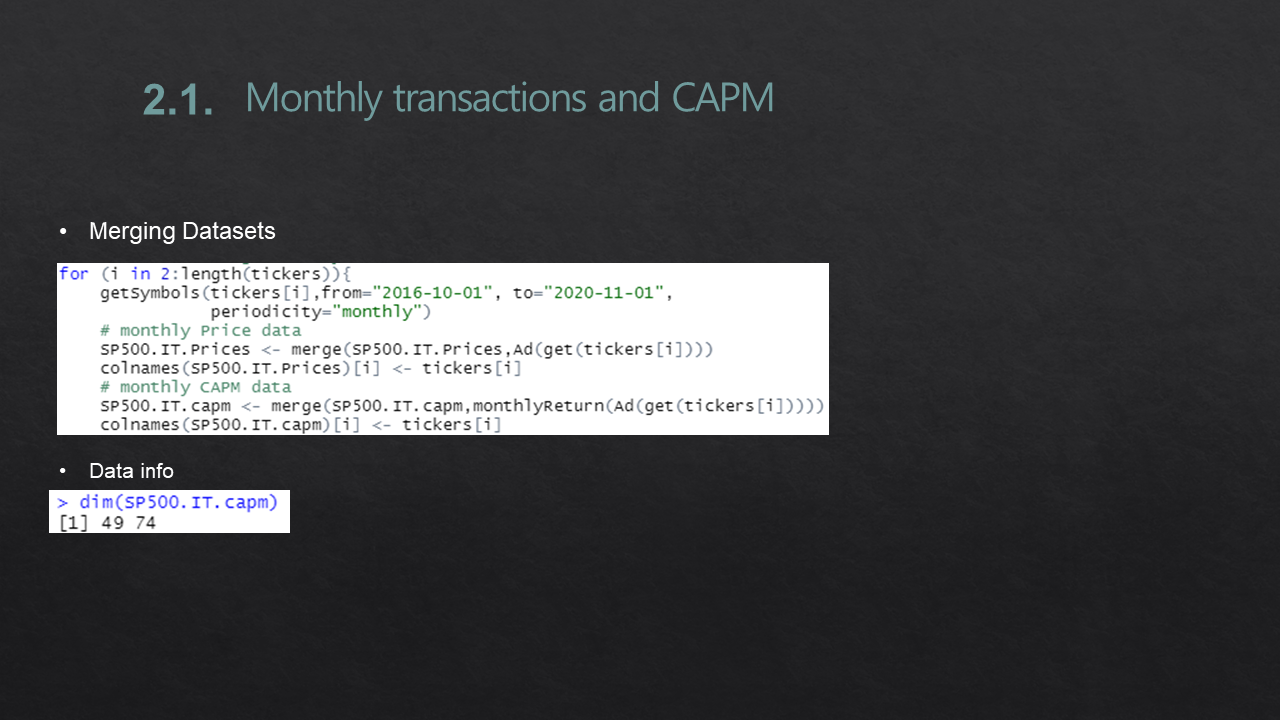 2.1. Monthly transactions and CAPM
• Merging Datasets
for (i in 2:length(tickers)){
getSymbols(tickers[i],from="2016-10-01", to="2020-11-01",
periodicity="monthly")
# monthly Price data
SP500.IT.Prices <- merge(SP500.IT.Prices,Ad(get(tickers[i])))
colnames(SP500.IT.Prices)[i] <- tickers[i]
# monthly CAPM data
SP500.IT.capm <- merge(SP500.IT.capm,monthlyReturn(Ad(get(tickers[i]))))
colnames(SP500.IT.capm)[i] <- tickers[i]
• Data info
> dim(SP500.IT.capm)
[1] 49 74